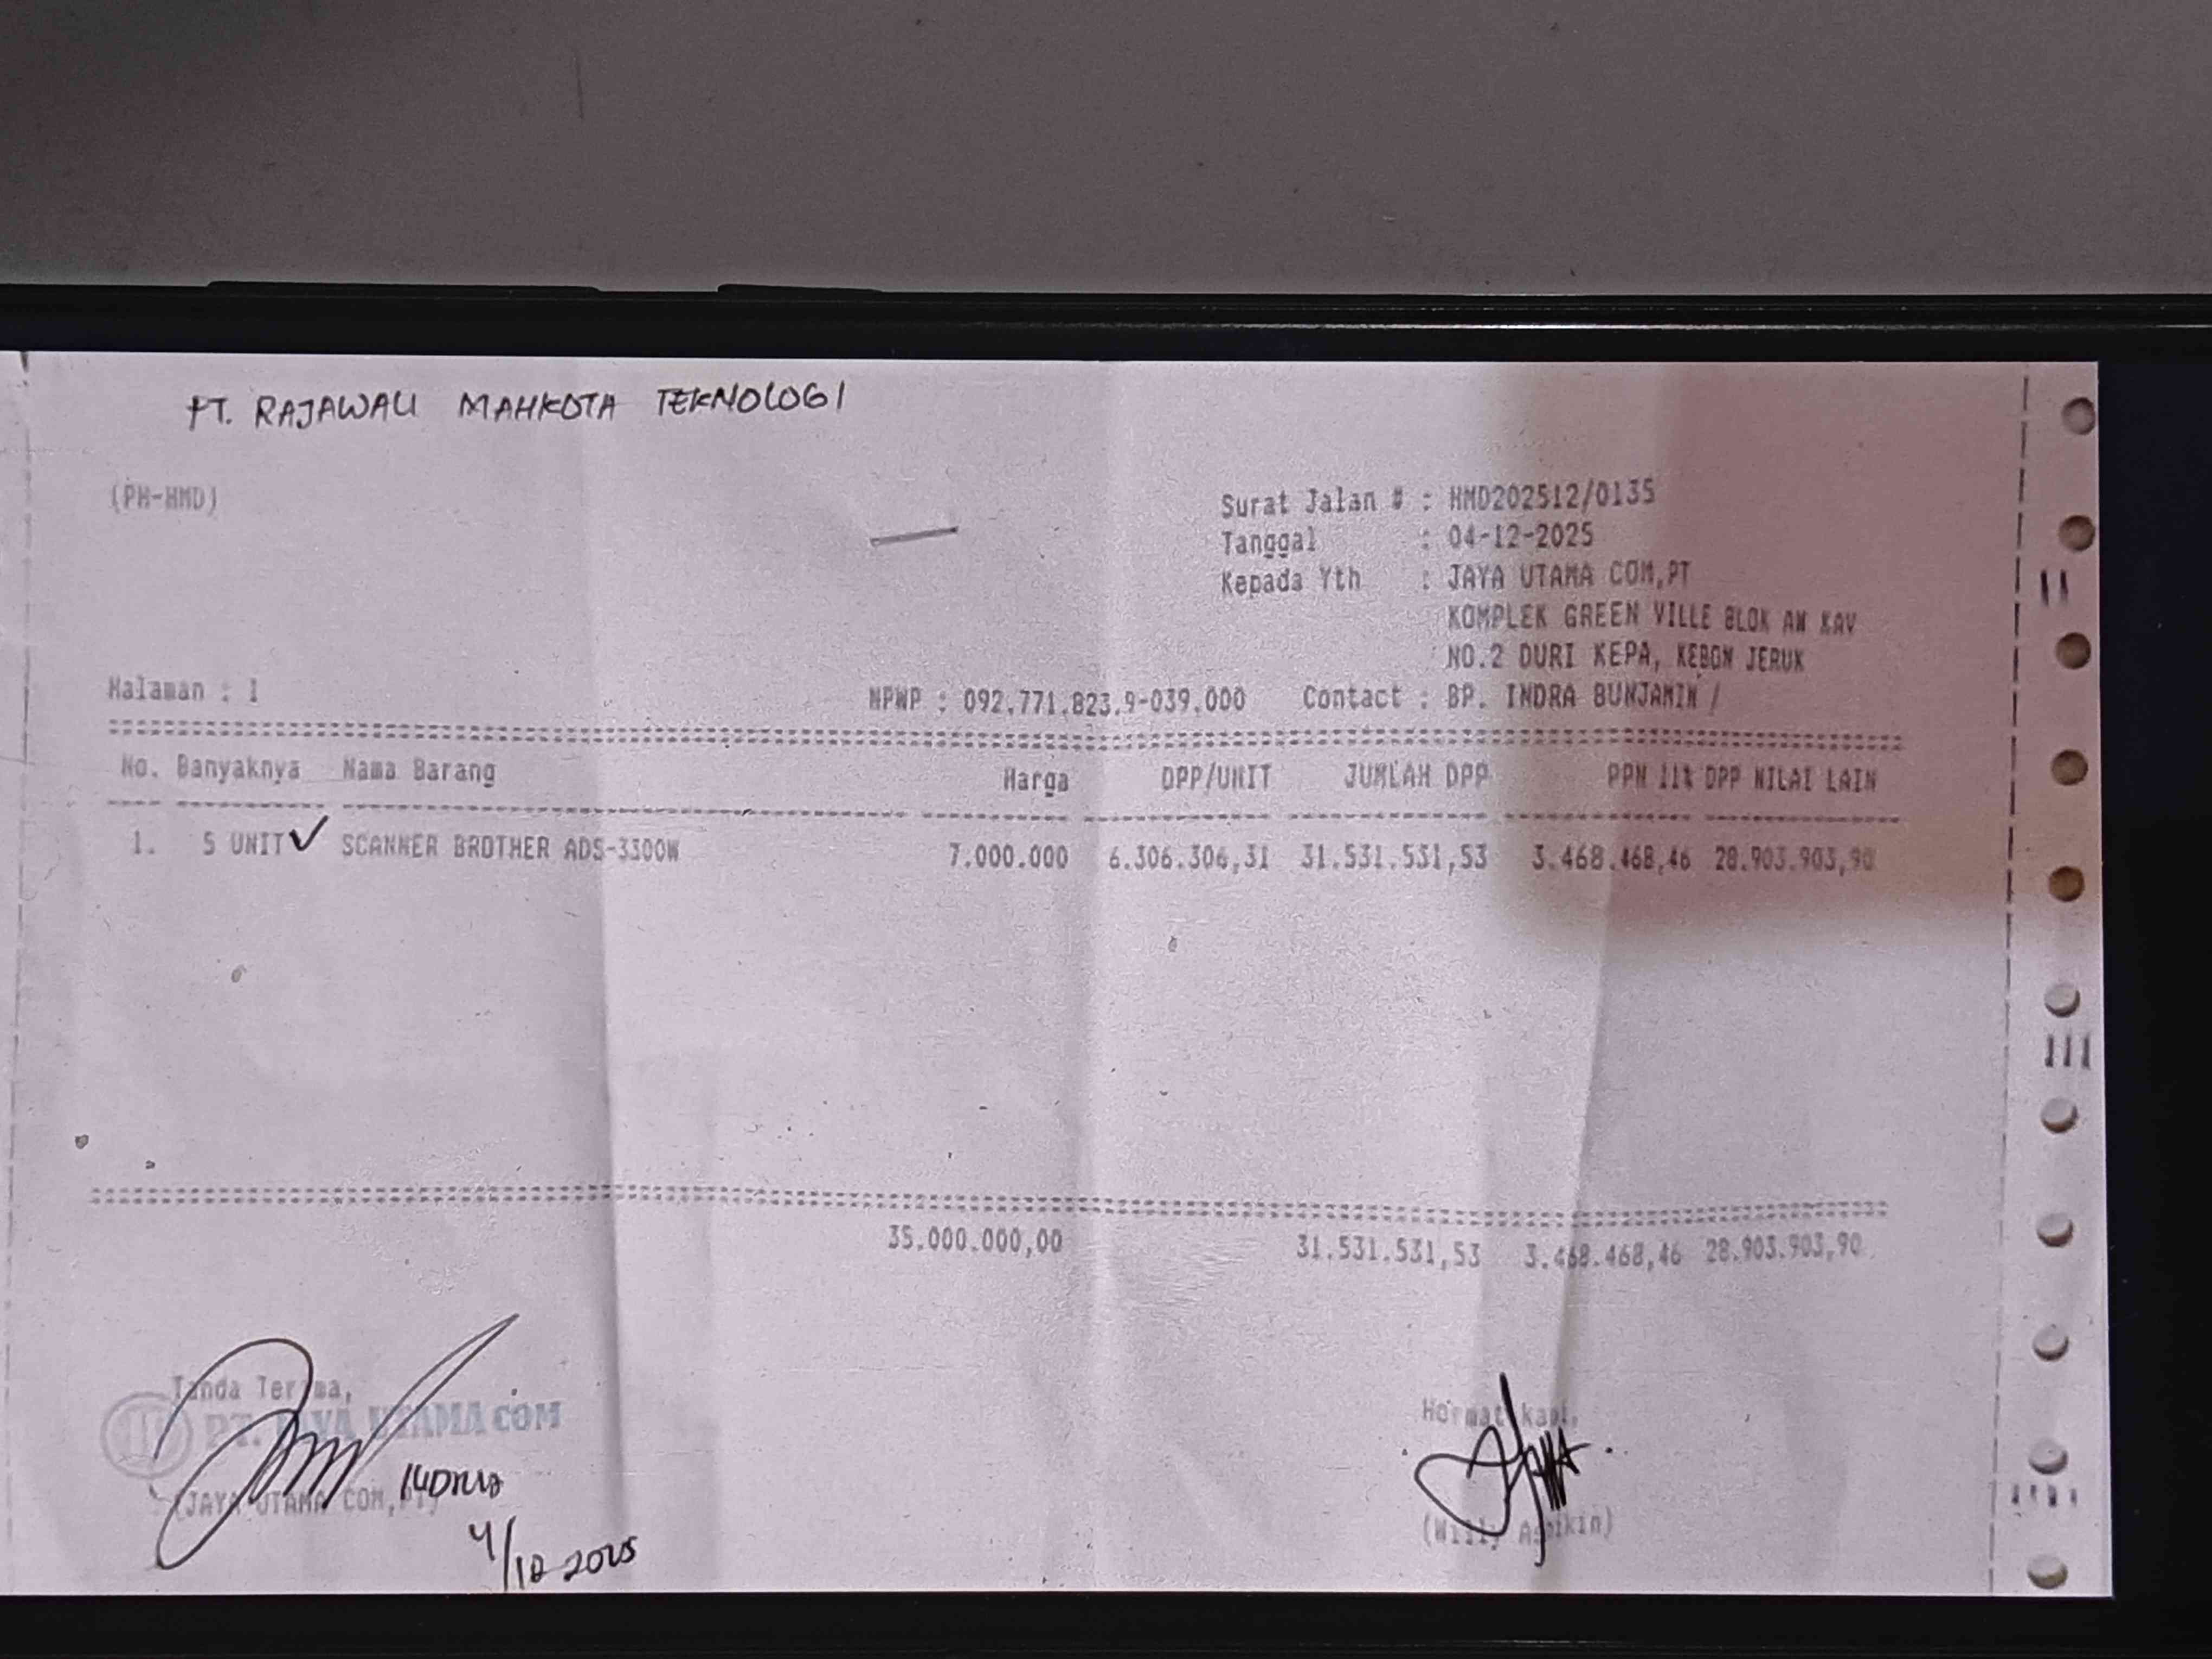 PT. RAJAWALI MAHKOTA TEKNOLOGI
(PH-HMD)
Surat Jalan # : HMD202512/0135
Tanggal : 04-12-2025
Kepada Yth : JAYA UTAMA COM,PT
KOMPLEK GREEN VILLE BLOK AW KAV
NO.2 DURI KEPA, KEBON JERUK
Halaman : 1 NPWP : 092.771.823.9-039.000 Contact : BP. INDRA BUNJAMIN /
No. Banyaknya Nama Barang Harga DPP/UNIT JUMLAH DPP PPN 11% DPP NILAI LAIN
1. 5 UNIT ✓ SCANNER BROTHER ADS-3300W 7.000.000 6.306.306,31 31.531.531,53 3.468.468,46 28.903.903,90
35.000.000,00 31.531.531,53 3.468.468,46 28.903.903,90
Tanda Terima, Hormat kami,
PT. JAYA UTAMA COM
(JAYA UTAMA COM,PT) (Willy Asikin)
4/12 2025